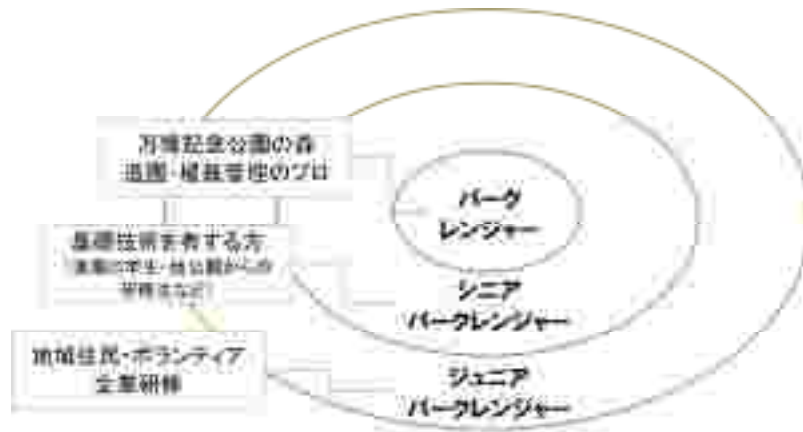 万博記念公園の森
造園・植栽管理のプロ
パーク
レンジャー
基礎技術を有する方
シニア
パークレンジャー
地域住民・ボランティア
企業研修
ジュニア
パークレンジャー